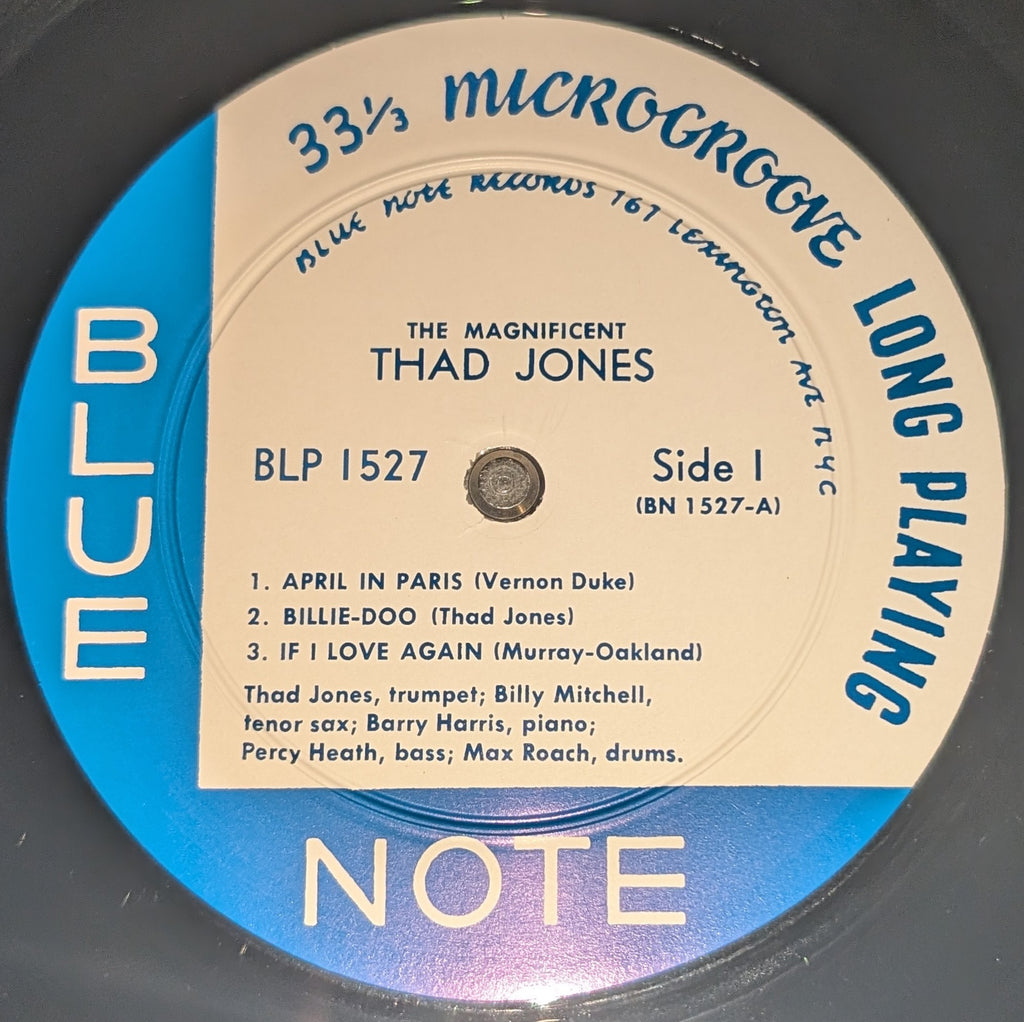 33⅓ MICROGROOVE LONG PLAYING
BLUE NOTE RECORDS 767 LEXINGTON AVE NYC
BLUE
THE MAGNIFICENT
THAD JONES
BLP 1527
Side 1
(BN 1527-A)
1. APRIL IN PARIS (Vernon Duke)
2. BILLIE-DOO (Thad Jones)
3. IF I LOVE AGAIN (Murray-Oakland)
Thad Jones, trumpet; Billy Mitchell,
tenor sax; Barry Harris, piano;
Percy Heath, bass; Max Roach, drums.
NOTE